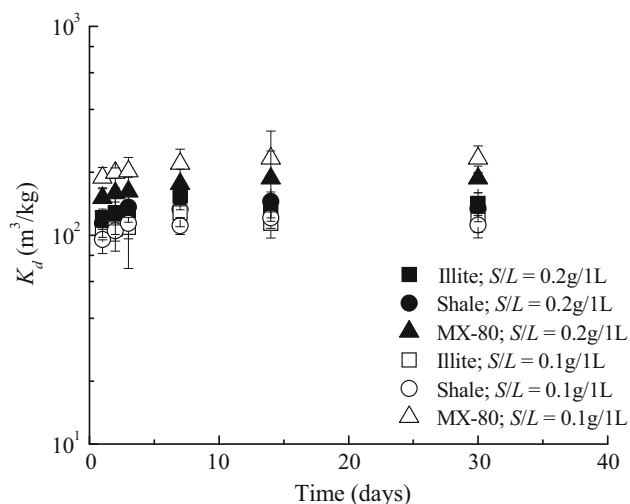 10³
10²
10¹
K_d (m³/kg)
0 10 20 30 40
Time (days)
Illite; S/L = 0.2g/1L
Shale; S/L = 0.2g/1L
MX-80; S/L = 0.2g/1L
Illite; S/L = 0.1g/1L
Shale; S/L = 0.1g/1L
MX-80; S/L = 0.1g/1L